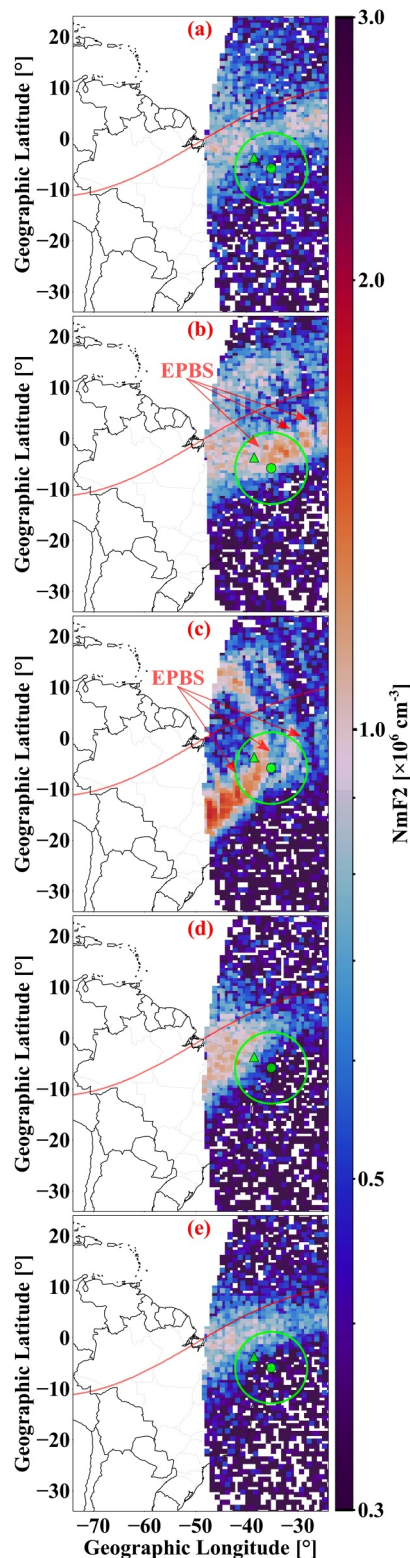 (a)
Geographic Latitude [°]
20
10
0
−10
−20
−30
(b)
EPBS
Geographic Latitude [°]
20
10
0
−10
−20
−30
(c)
EPBS
Geographic Latitude [°]
20
10
0
−10
−20
−30
(d)
Geographic Latitude [°]
20
10
0
−10
−20
−30
(e)
Geographic Latitude [°]
20
10
0
−10
−20
−30
−70 −60 −50 −40 −30
Geographic Longitude [°]
3.0
2.0
1.0
0.5
0.3
NmF2 [×10⁶ cm⁻³]